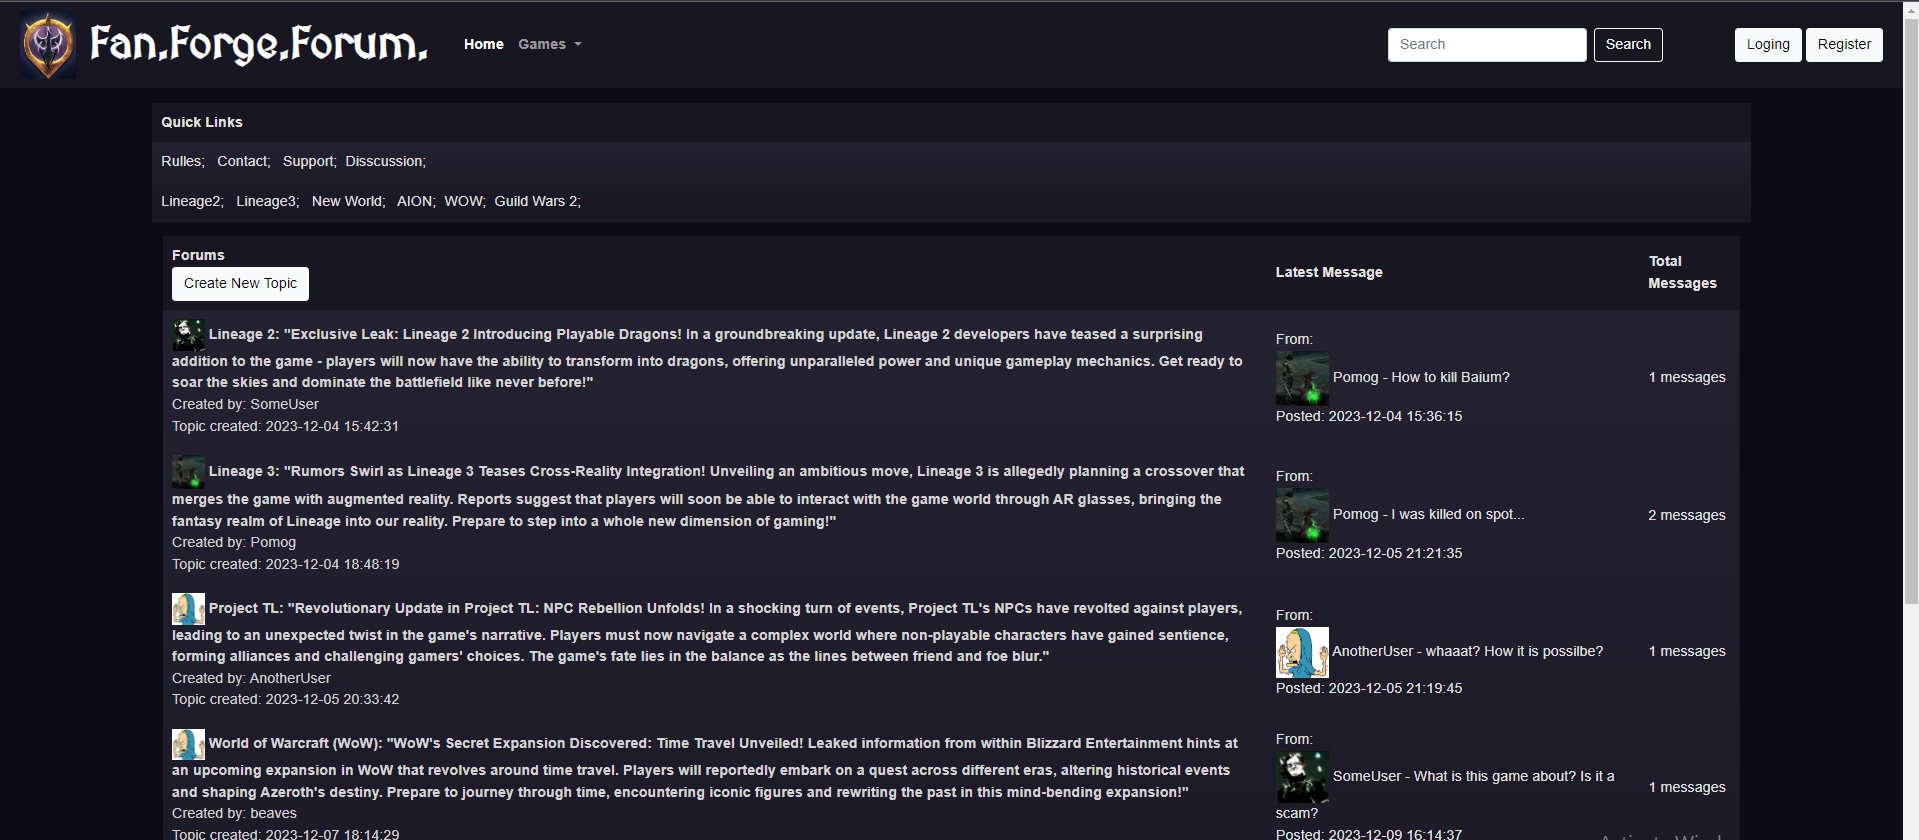 Fan.Forge.Forum.
Home Games
Search
Search
Loging
Register
Quick Links
Rulles; Contact; Support; Disscussion;
Lineage2; Lineage3; New World; AION; WOW; Guild Wars 2;
Forums
Create New Topic
Latest Message
Total
Messages
Lineage 2: "Exclusive Leak: Lineage 2 Introducing Playable Dragons! In a groundbreaking update, Lineage 2 developers have teased a surprising
addition to the game - players will now have the ability to transform into dragons, offering unparalleled power and unique gameplay mechanics. Get ready to
soar the skies and dominate the battlefield like never before!"
Created by: SomeUser
Topic created: 2023-12-04 15:42:31
From:
Pomog - How to kill Baium?
Posted: 2023-12-04 15:36:15
1 messages
Lineage 3: "Rumors Swirl as Lineage 3 Teases Cross-Reality Integration! Unveiling an ambitious move, Lineage 3 is allegedly planning a crossover that
merges the game with augmented reality. Reports suggest that players will soon be able to interact with the game world through AR glasses, bringing the
fantasy realm of Lineage into our reality. Prepare to step into a whole new dimension of gaming!"
Created by: Pomog
Topic created: 2023-12-04 18:48:19
From:
Pomog - I was killed on spot...
Posted: 2023-12-05 21:21:35
2 messages
Project TL: "Revolutionary Update in Project TL: NPC Rebellion Unfolds! In a shocking turn of events, Project TL's NPCs have revolted against players,
leading to an unexpected twist in the game's narrative. Players must now navigate a complex world where non-playable characters have gained sentience,
forming alliances and challenging gamers' choices. The game's fate lies in the balance as the lines between friend and foe blur."
Created by: AnotherUser
Topic created: 2023-12-05 20:33:42
From:
AnotherUser - whaaat? How it is possilbe?
Posted: 2023-12-05 21:19:45
1 messages
World of Warcraft (WoW): "WoW's Secret Expansion Discovered: Time Travel Unveiled! Leaked information from within Blizzard Entertainment hints at
an upcoming expansion in WoW that revolves around time travel. Players will reportedly embark on a quest across different eras, altering historical events
and shaping Azeroth's destiny. Prepare to journey through time, encountering iconic figures and rewriting the past in this mind-bending expansion!"
Created by: beaves
Topic created: 2023-12-07 18:14:29
From:
SomeUser - What is this game about? Is it a
scam?
Posted: 2023-12-09 16:14:37
1 messages